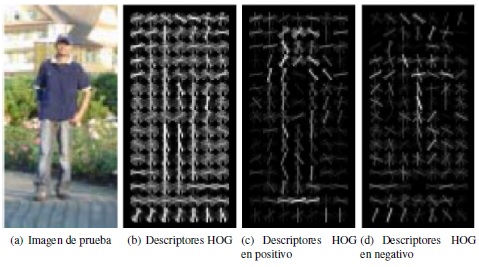 (a) Imagen de prueba
(b) Descriptores HOG
(c) Descriptores HOG
en positivo
(d) Descriptores HOG
en negativo